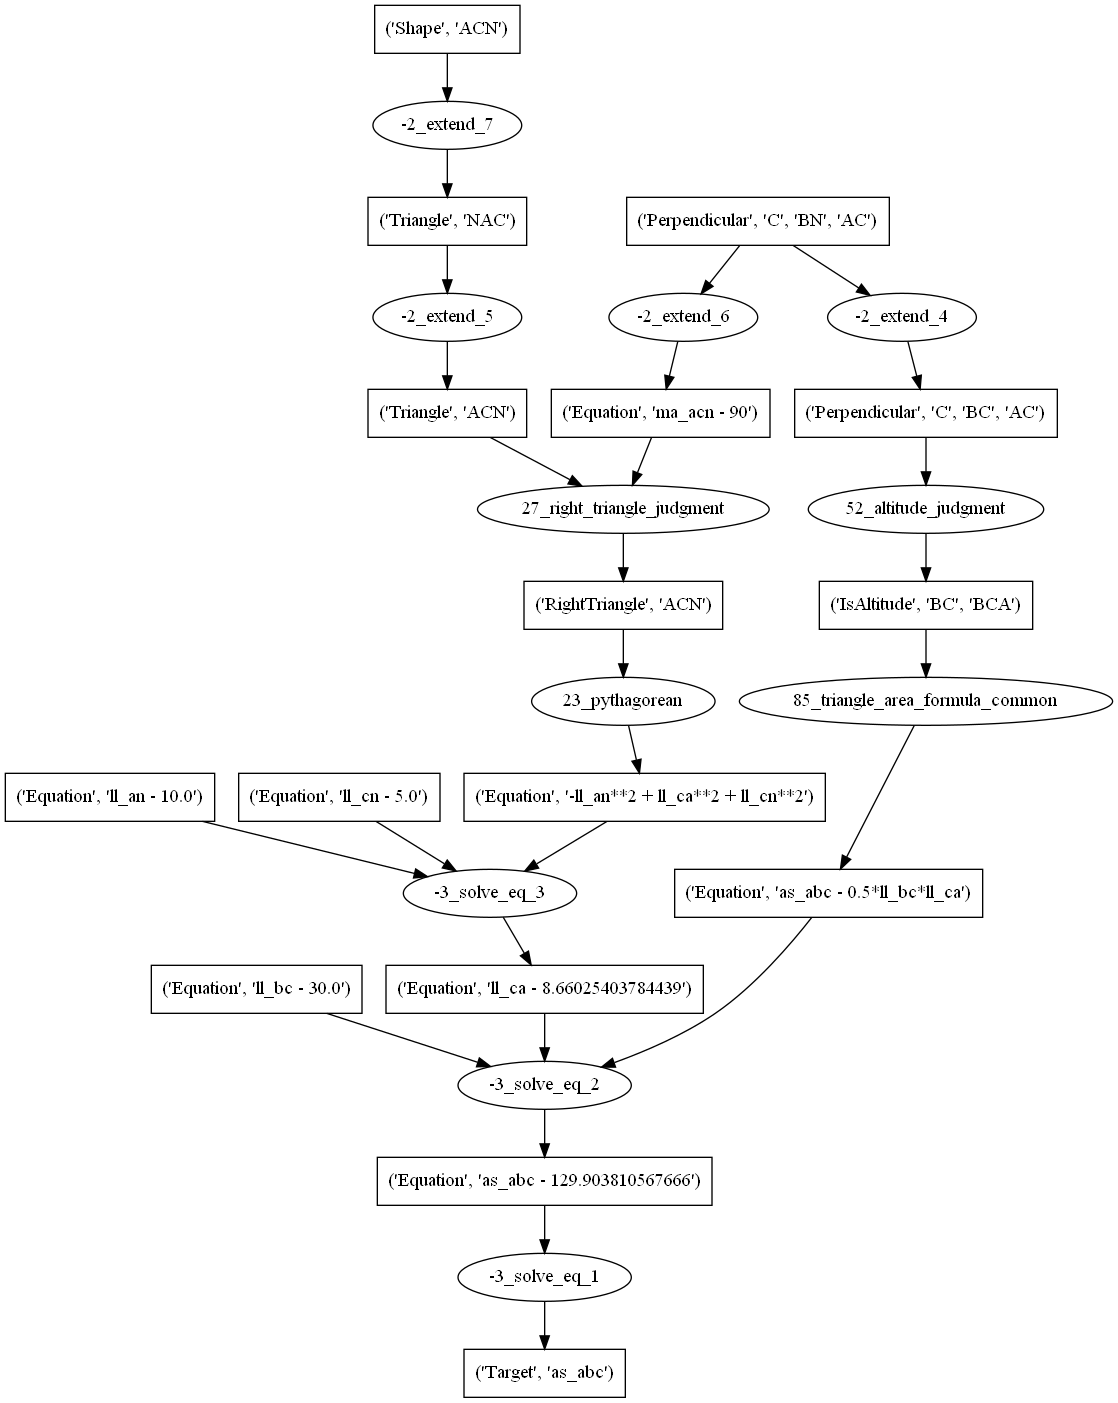 ('Shape', 'ACN')
-2_extend_7
('Triangle', 'NAC')
('Perpendicular', 'C', 'BN', 'AC')
-2_extend_5
-2_extend_6
-2_extend_4
('Triangle', 'ACN')
('Equation', 'ma_acn - 90')
('Perpendicular', 'C', 'BC', 'AC')
27_right_triangle_judgment
52_altitude_judgment
('RightTriangle', 'ACN')
('IsAltitude', 'BC', 'BCA')
23_pythagorean
85_triangle_area_formula_common
('Equation', 'll_an - 10.0')
('Equation', 'll_cn - 5.0')
('Equation', '-ll_an**2 + ll_ca**2 + ll_cn**2')
-3_solve_eq_3
('Equation', 'as_abc - 0.5*ll_bc*ll_ca')
('Equation', 'll_bc - 30.0')
('Equation', 'll_ca - 8.66025403784439')
-3_solve_eq_2
('Equation', 'as_abc - 129.903810567666')
-3_solve_eq_1
('Target', 'as_abc')